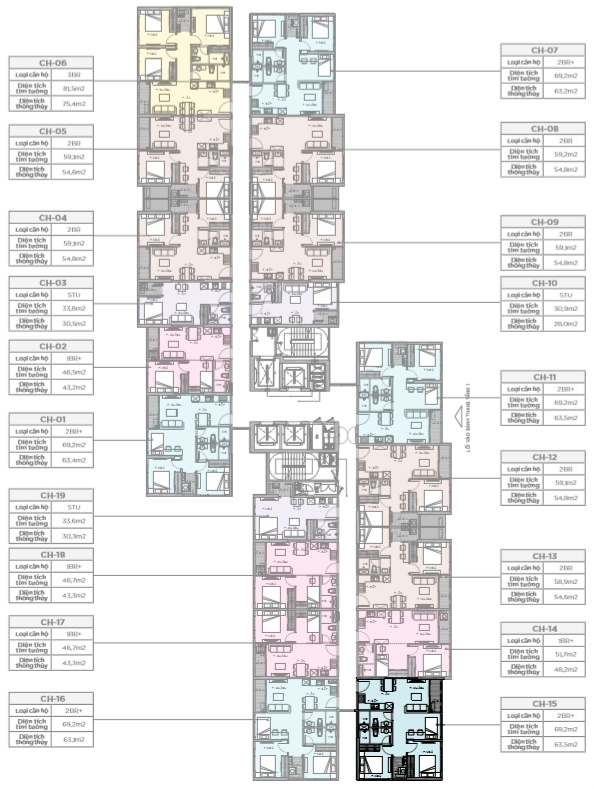 CH-06
Loại căn hộ 3BR
Diện tích tim tường 81,5m2
Diện tích thông thủy 75,4m2
CH-05
Loại căn hộ 2BR
Diện tích tim tường 59,1m2
Diện tích thông thủy 54,6m2
CH-04
Loại căn hộ 2BR
Diện tích tim tường 59,1m2
Diện tích thông thủy 54,8m2
CH-03
Loại căn hộ STU
Diện tích tim tường 33,8m2
Diện tích thông thủy 30,5m2
CH-02
Loại căn hộ 1BR+
Diện tích tim tường 46,5m2
Diện tích thông thủy 43,2m2
CH-01
Loại căn hộ 2BR+
Diện tích tim tường 69,2m2
Diện tích thông thủy 63,4m2
CH-19
Loại căn hộ STU
Diện tích tim tường 33,6m2
Diện tích thông thủy 30,3m2
CH-18
Loại căn hộ 1BR+
Diện tích tim tường 46,7m2
Diện tích thông thủy 43,3m2
CH-17
Loại căn hộ 1BR+
Diện tích tim tường 46,7m2
Diện tích thông thủy 43,3m2
CH-16
Loại căn hộ 2BR+
Diện tích tim tường 69,2m2
Diện tích thông thủy 63,1m2
CH-07
Loại căn hộ 2BR+
Diện tích tim tường 69,2m2
Diện tích thông thủy 63,2m2
CH-08
Loại căn hộ 2BR
Diện tích tim tường 59,2m2
Diện tích thông thủy 54,8m2
CH-09
Loại căn hộ 2BR
Diện tích tim tường 59,1m2
Diện tích thông thủy 54,8m2
CH-10
Loại căn hộ STU
Diện tích tim tường 30,9m2
Diện tích thông thủy 28,0m2
CH-11
Loại căn hộ 2BR+
Diện tích tim tường 69,2m2
Diện tích thông thủy 63,5m2
LỐI VÀO SẢNH THANG TẦNG 1
CH-12
Loại căn hộ 2BR
Diện tích tim tường 59,1m2
Diện tích thông thủy 54,8m2
CH-13
Loại căn hộ 2BR
Diện tích tim tường 58,9m2
Diện tích thông thủy 54,6m2
CH-14
Loại căn hộ 1BR+
Diện tích tim tường 51,7m2
Diện tích thông thủy 48,2m2
CH-15
Loại căn hộ 2BR+
Diện tích tim tường 69,2m2
Diện tích thông thủy 63,5m2